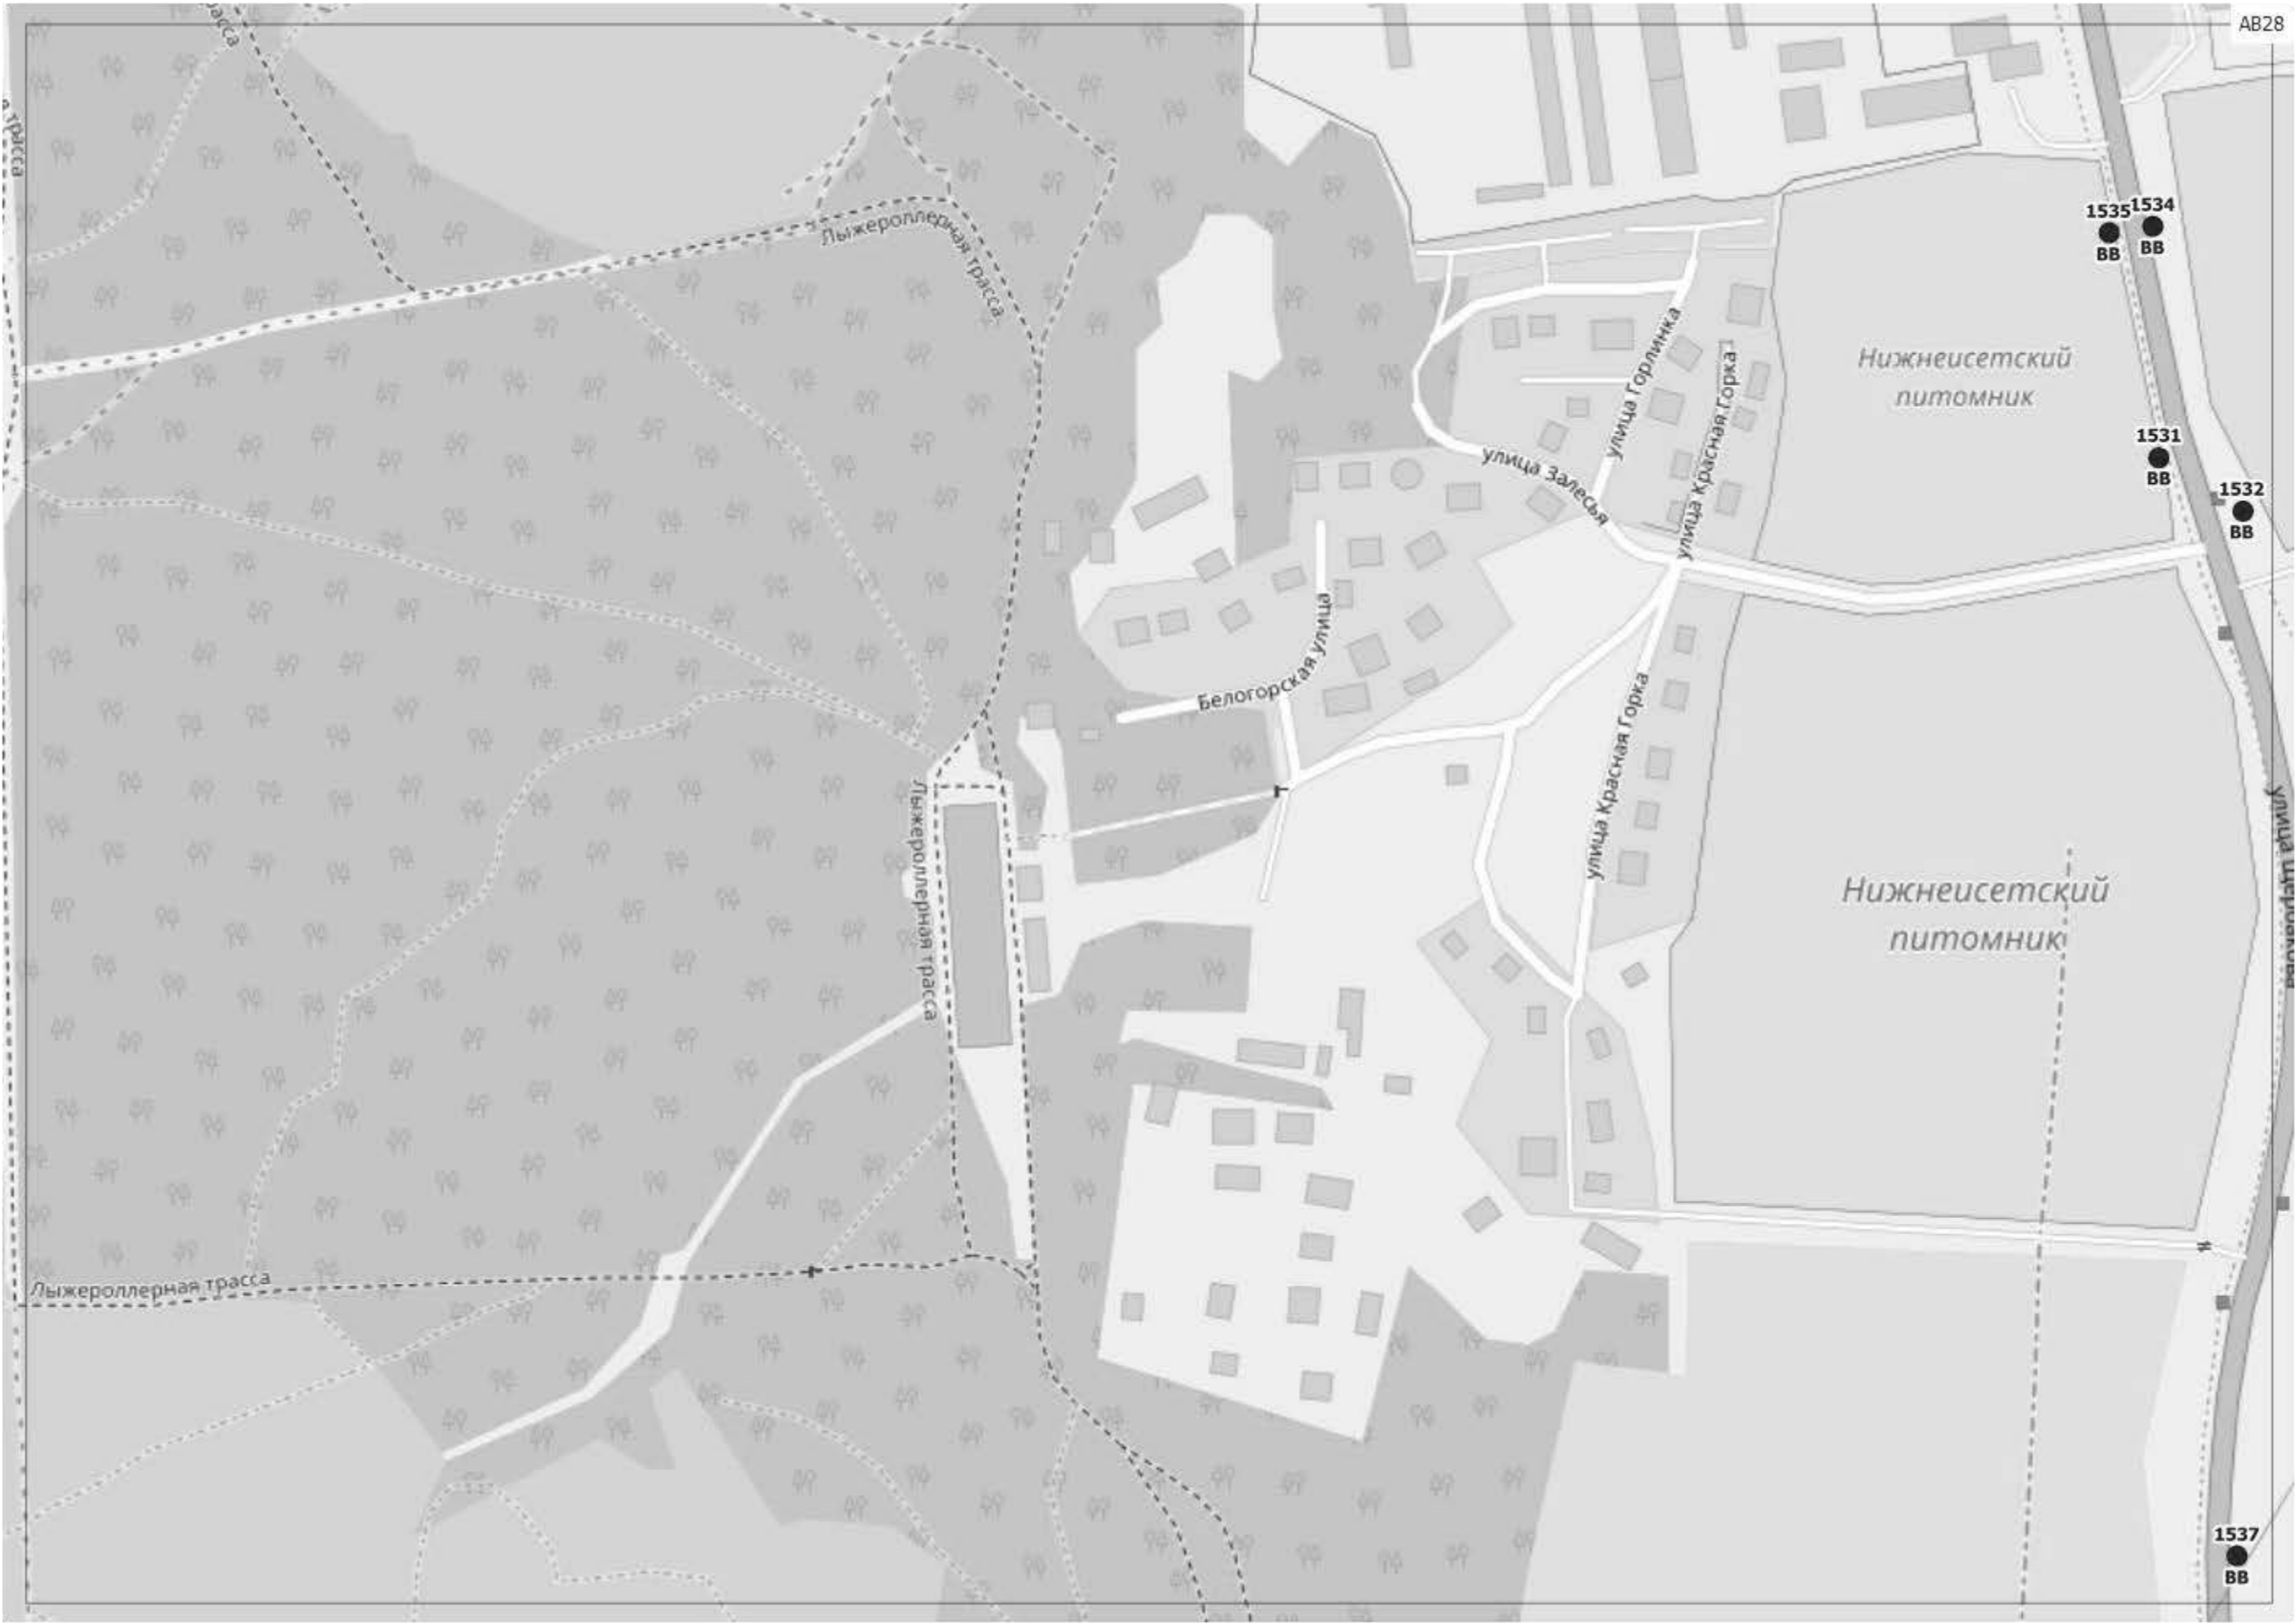 AB28
трасса
трасса
Лыжероллерная трасса
1535
1534
BB
BB
улица Горлинка
улица Красная Горка
Нижнеисетский
питомник
1531
BB
1532
BB
улица Залесья
Белогорская улица
улица Красная Горка
Лыжероллерная трасса
Нижнеисетский
питомник
Лыжероллерная трасса
1537
BB